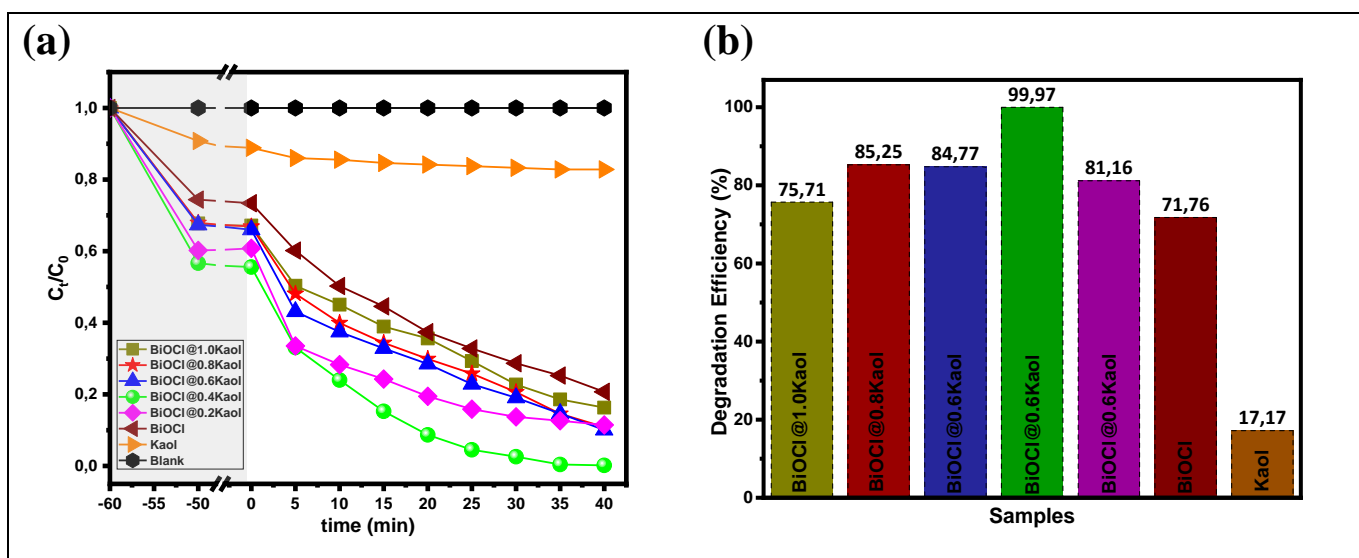 (a)
1,0
0,8
0,6
0,4
0,2
0,0
Ct/C0
BiOCl@1.0Kaol
BiOCl@0.8Kaol
BiOCl@0.6Kaol
BiOCl@0.4Kaol
BiOCl@0.2Kaol
BiOCl
Kaol
Blank
-60 -55 -50 0 5 10 15 20 25 30 35 40
time (min)
(b)
Degradation Efficiency (%)
100
80
60
40
20
0
75,71
85,25
84,77
99,97
81,16
71,76
17,17
BiOCl@1.0Kaol
BiOCl@0.8Kaol
BiOCl@0.6Kaol
BiOCl@0.6Kaol
BiOCl@0.6Kaol
BiOCl
Kaol
Samples